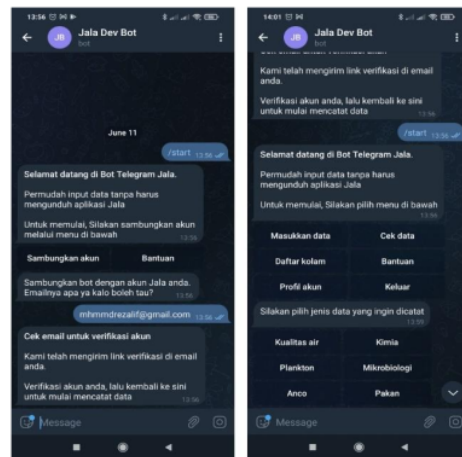 13:56
Jala Dev Bot
JB
bot
June 11
/start 13:56
Selamat datang di Bot Telegram Jala.
Permudah input data tanpa harus
mengunduh aplikasi Jala
Untuk memulai, Silakan sambungkan akun
melalui menu di bawah
13:56
Sambungkan akun
Bantuan
Sambungkan bot dengan akun Jala anda.
Emailnya apa ya kalo boleh tau? 13:56
mhmmdrezalif@gmail.com 13:56
Cek email untuk verifikasi akun
Kami telah mengirim link verifikasi di email
anda.
Verifikasi akun anda, lalu kembali ke sini
untuk mulai mencatat data 13:56
Message
14:01
Jala Dev Bot
JB
bot
Kami telah mengirim link verifikasi di email
anda.
Verifikasi akun anda, lalu kembali ke sini
untuk mulai mencatat data 13:56
/start 13:56
Selamat datang di Bot Telegram Jala.
Permudah input data tanpa harus
mengunduh aplikasi Jala
Untuk memulai, Silakan pilih menu di bawah
13:56
Masukkan data
Cek data
Daftar kolam
Bantuan
Profil akun
Keluar
Silakan pilih jenis data yang ingin dicatat
13:59
Kualitas air
Kimia
Plankton
Mikrobiologi
Anco
Pakan
Message